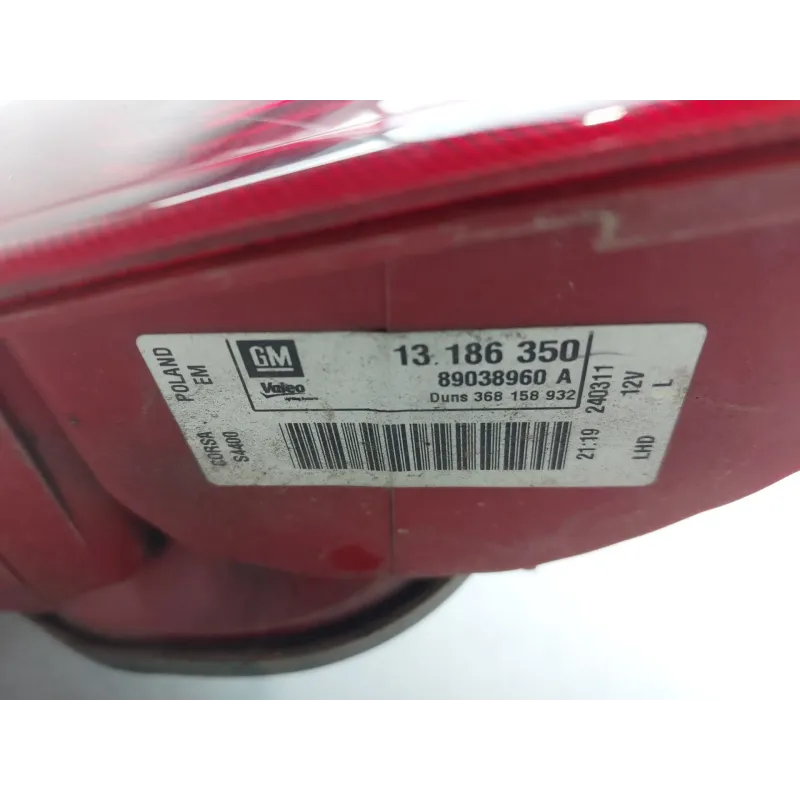 POLAND
EM
CORSA
S4400
GM
Valeo
13.186 350
89038960 A
Duns 368 158 932
21:19 240311
12V
LHD
L